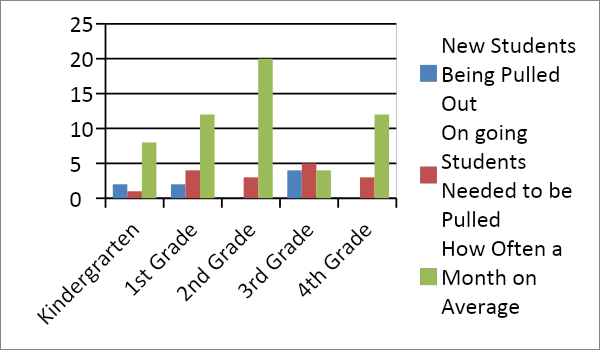 25
20
15
10
5
0
Kindergrarten
1st Grade
2nd Grade
3rd Grade
4th Grade
New Students
Being Pulled
Out
On going
Students
Needed to be
Pulled
How Often a
Month on
Average